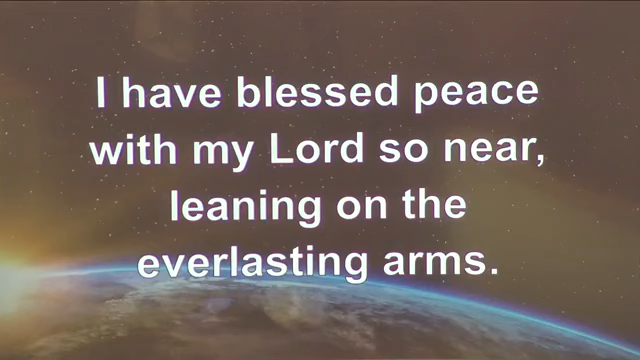 I have blessed peace
with my Lord so near,
leaning on the
everlasting arms.